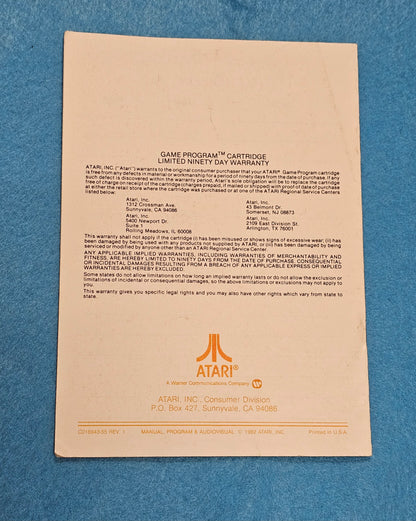 GAME PROGRAM™ CARTRIDGE
LIMITED NINETY DAY WARRANTY
ATARI, INC. ("Atari") warrants to the original consumer purchaser that your ATARI® Game Program cartridge
is free from any defects in material or workmanship for a period of ninety days from the date of purchase. If any
such defect is discovered within the warranty period, Atari's sole obligation will be to replace the cartridge
free of charge on receipt of the cartridge (charges prepaid, if mailed or shipped) with proof of date of purchase
at either the retail store where the cartridge was purchased or at one of the ATARI Regional Service Centers
listed below:
Atari, Inc.
1312 Crossman Ave.
Sunnyvale, CA 94086
Atari, Inc.
5400 Newport Dr.
Suite 1
Rolling Meadows, IL 60008
Atari, Inc.
43 Belmont Dr.
Somerset, NJ 08873
Atari, Inc.
2109 East Division St.
Arlington, TX 76001
This warranty shall not apply if the cartridge (i) has been misused or shows signs of excessive wear, (ii) has
been damaged by being used with any products not supplied by ATARI, or (iii) has been damaged by being
serviced or modified by anyone other than an ATARI Regional Service Center.
ANY APPLICABLE IMPLIED WARRANTIES, INCLUDING WARRANTIES OF MERCHANTABILITY AND
FITNESS, ARE HEREBY LIMITED TO NINETY DAYS FROM THE DATE OF PURCHASE. CONSEQUENTIAL
OR INCIDENTAL DAMAGES RESULTING FROM A BREACH OF ANY APPLICABLE EXPRESS OR IMPLIED
WARRANTIES ARE HEREBY EXCLUDED.
Some states do not allow limitations on how long an implied warranty lasts or do not allow the exclusion or
limitation of incidental or consequential damages, so the above limitations or exclusions may not apply to
you.
This warranty gives you specific legal rights and you may also have other rights which vary from state to
state.
ATARI®
A Warner Communications Company
ATARI, INC., Consumer Division
P.O. Box 427, Sunnyvale, CA 94086
C016943-55 REV. 1 MANUAL, PROGRAM & AUDIOVISUAL © 1982 ATARI, INC. Printed in U.S.A.